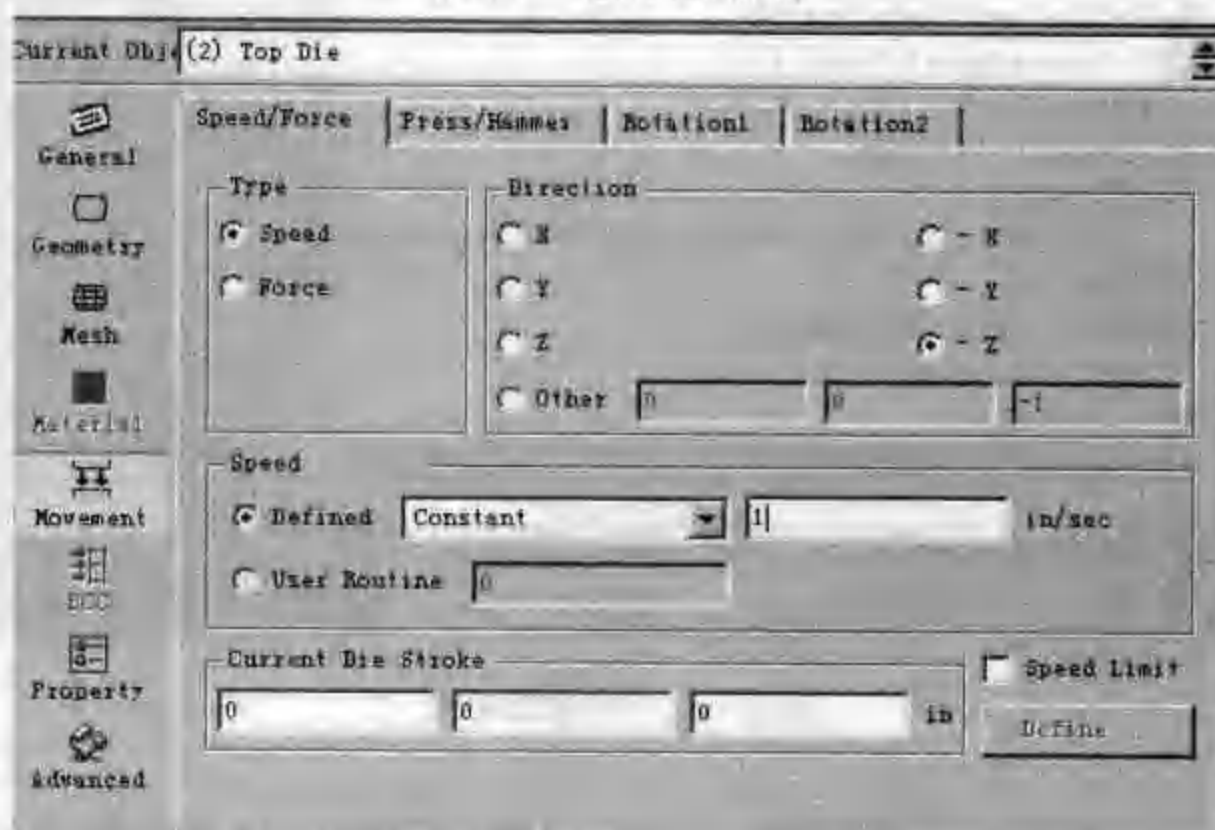 Current Obje
(2) Top Die
General
Geometry
Mesh
Material
Movement
BCC
Property
Advanced
Speed/Force
Press/Hammer
Rotation1
Rotation2
Type
Speed
Force
Direction
X
- X
Y
- Y
Z
- Z
Other
0
0
-1
Speed
Defined
Constant
1
in/sec
User Routine
0
Current Die Stroke
0
0
0
in
Speed Limit
Define